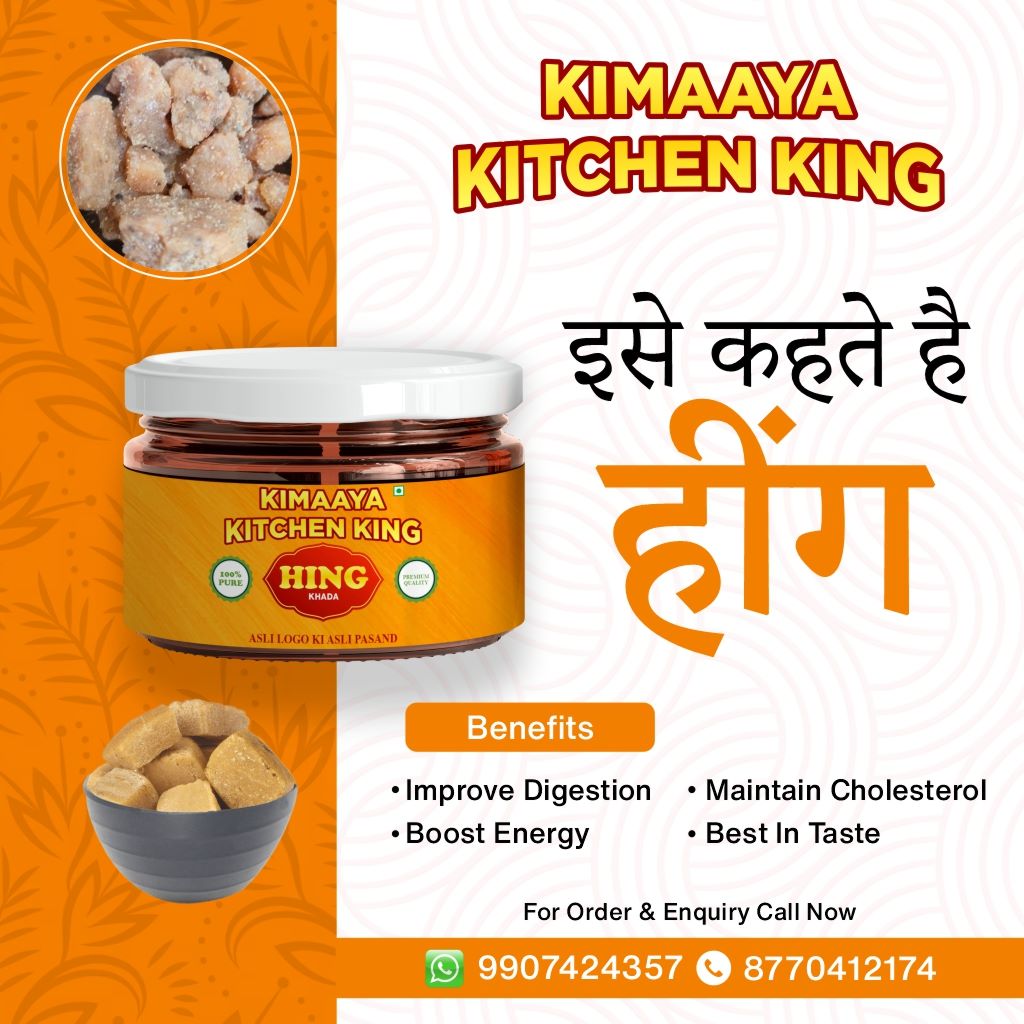 KIMAAYA
KITCHEN KING
इसे कहते है
हींग
KIMAAYA
KITCHEN KING
100%
PURE
HING
KHADA
PREMIUM
QUALITY
ASLI LOGO KI ASLI PASAND
Benefits
• Improve Digestion
• Maintain Cholesterol
• Boost Energy
• Best In Taste
For Order & Enquiry Call Now
9907424357 8770412174